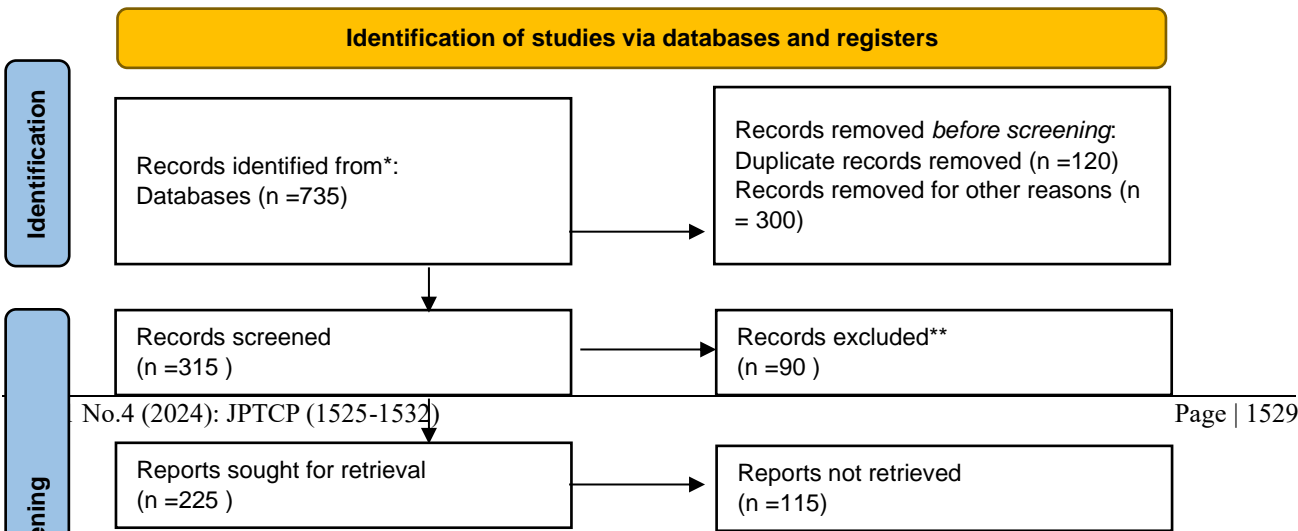 Identification of studies via databases and registers
Identification
Records identified from*:
Databases (n =735)
Records removed before screening:
Duplicate records removed (n =120)
Records removed for other reasons (n
= 300)
Records screened
(n =315 )
Records excluded**
(n =90 )
No.4 (2024): JPTCP (1525-1532)
Page | 1529
Reports sought for retrieval
(n =225 )
Reports not retrieved
(n =115)
ening